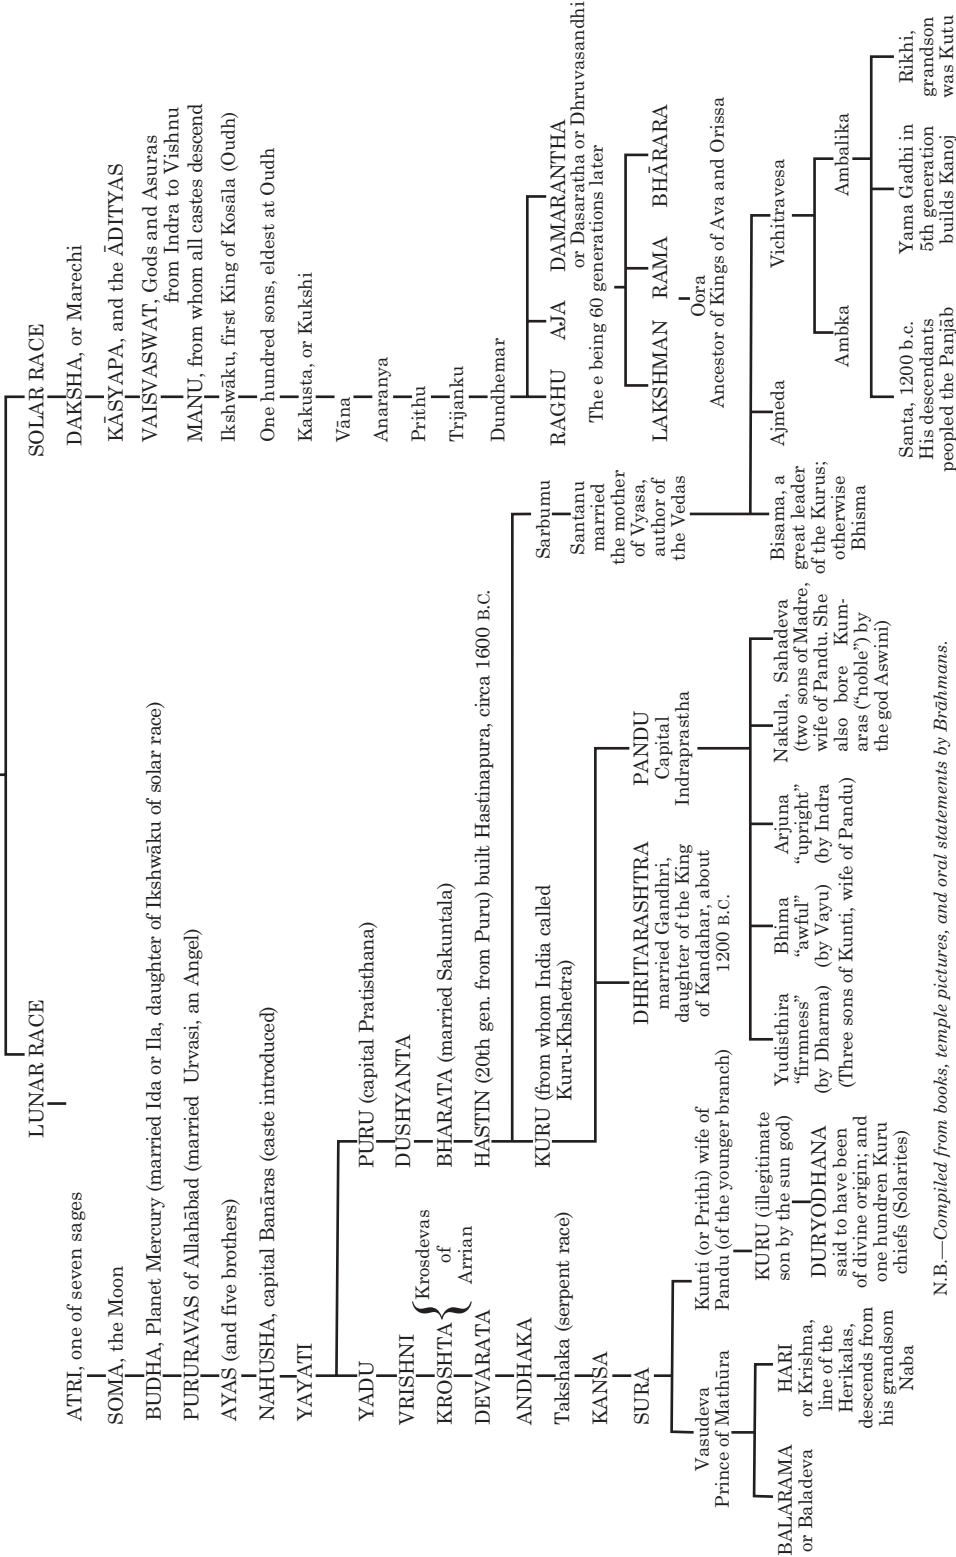 LUNAR RACE
ATRI, one of seven sages
SOMA, the Moon
BUDHA, Planet Mercury (married Ida or Ila, daughter of Ikshwāku of solar race)
PURURAVAS of Allahābad (married Urvasi, an Angel)
AYAS (and five brothers)
NAHUSHA, capital Banāras (caste introduced)
YAYATI
YADU
VRISHNI
KROSHTA
Krosdevas
of
Arrian
DEVARATA
ANDHAKA
Takshaka (serpent race)
KANSA
SURA
Vasudeva
Prince of Mathūra
BALARAMA
or Baladeva
HARI
or Krishna,
line of the
Herikalas,
descends from
his grandsom
Naba
Kunti (or Prithi) wife of
Pandu (of the younger branch)
KURU (illegitimate
son by the sun god)
DURYODHANA
said to have been
of divine origin; and
one hundren Kuru
chiefs (Solarites)
PURU (capital Pratisthana)
DUSHYANTA
BHARATA (married Sakuntala)
HASTIN (20th gen. from Puru) built Hastinapura, circa 1600 B.C.
KURU (from whom India called
Kuru-Khshetra)
DHRITARASHTRA
married Gandhri,
daughter of the King
of Kandahar, about
1200 B.C.
PANDU
Capital
Indraprastha
Yudisthira
“firmness”
(by Dharma)
Bhima
“awful”
(by Vayu)
Arjuna
“upright”
(by Indra
(Three sons of Kunti, wife of Pandu)
Nakula, Sahadeva
(two sons of Madre,
wife of Pandu. She
also bore Kum-
aras (“noble”) by
the god Aswini)
Sarbumu
Santanu
married
the mother
of Vyasa,
author of
the Vedas
Bisama, a
great leader
of the Kurus;
otherwise
Bhisma
Ajmeda
Vichitravesa
Ambka
Ambalika
Santa, 1200 b.c.
His descendants
peopled the Panjāb
Yama Gadhi in
5th generation
builds Kanoj
Rikhi,
grandson
was Kutu
SOLAR RACE
DAKSHA, or Marechi
KĀSYAPA, and the ĀDITYAS
VAISVASWAT, Gods and Asuras
from Indra to Vishnu
MANU, from whom all castes descend
Ikshwāku, first King of Kosāla (Oudh)
One hundred sons, eldest at Oudh
Kakusta, or Kukshi
Vāna
Anaranya
Prithu
Trijanku
Dundhemar
RAGHU
AJA
DAMARANTHA
or Dasaratha or Dhruvasandhi
The e being 60 generations later
LAKSHMAN
RAMA
BHĀRARA
Oora
Ancestor of Kings of Ava and Orissa
N.B.—Compiled from books, temple pictures, and oral statements by Brāhmans.